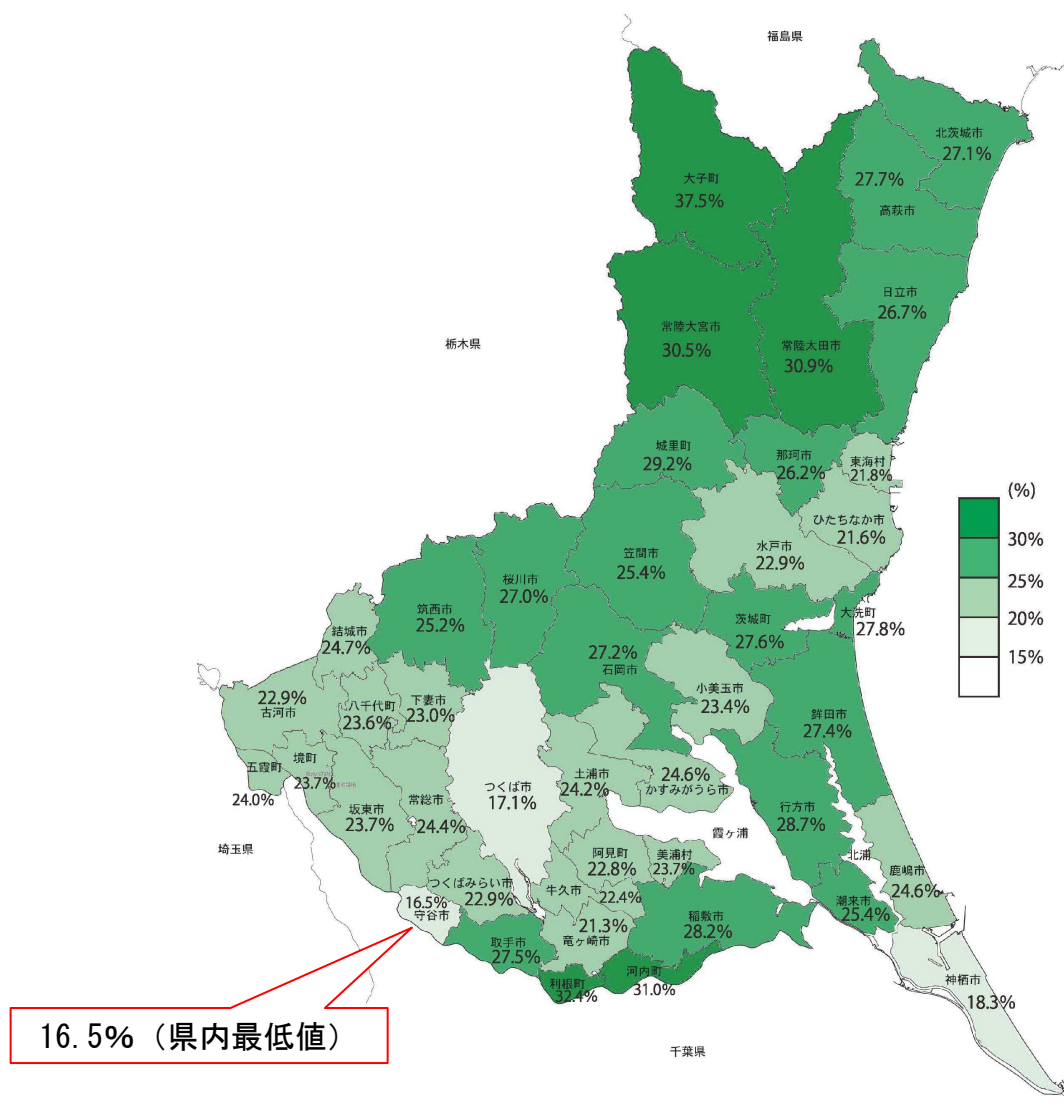 福島県
北茨城市
27.1%
27.7%
高萩市
大子町
37.5%
日立市
26.7%
栃木県
常陸大宮市
30.5%
常陸太田市
30.9%
城里町
29.2%
那珂市
26.2%
東海村
21.8%
ひたちなか市
21.6%
水戸市
22.9%
笠間市
25.4%
桜川市
27.0%
筑西市
25.2%
茨城町
27.6%
大洗町
27.8%
結城市
24.7%
27.2%
石岡市
小美玉市
23.4%
22.9%
古河市
八千代町
23.6%
下妻市
23.0%
鉾田市
27.4%
五霞町
24.0%
境町
23.7%
坂東市
23.7%
常総市
24.4%
つくば市
17.1%
土浦市
24.2%
24.6%
かすみがうら市
行方市
28.7%
霞ヶ浦
北浦
埼玉県
阿見町
22.8%
美浦村
23.7%
鹿嶋市
24.6%
つくばみらい市
22.9%
牛久市
22.4%
潮来市
25.4%
16.5%
守谷市
21.3%
竜ヶ崎市
稲敷市
28.2%
取手市
27.5%
利根町
32.4%
河内町
31.0%
神栖市
18.3%
千葉県
(%)
30%
25%
20%
15%
16.5%（県内最低値）